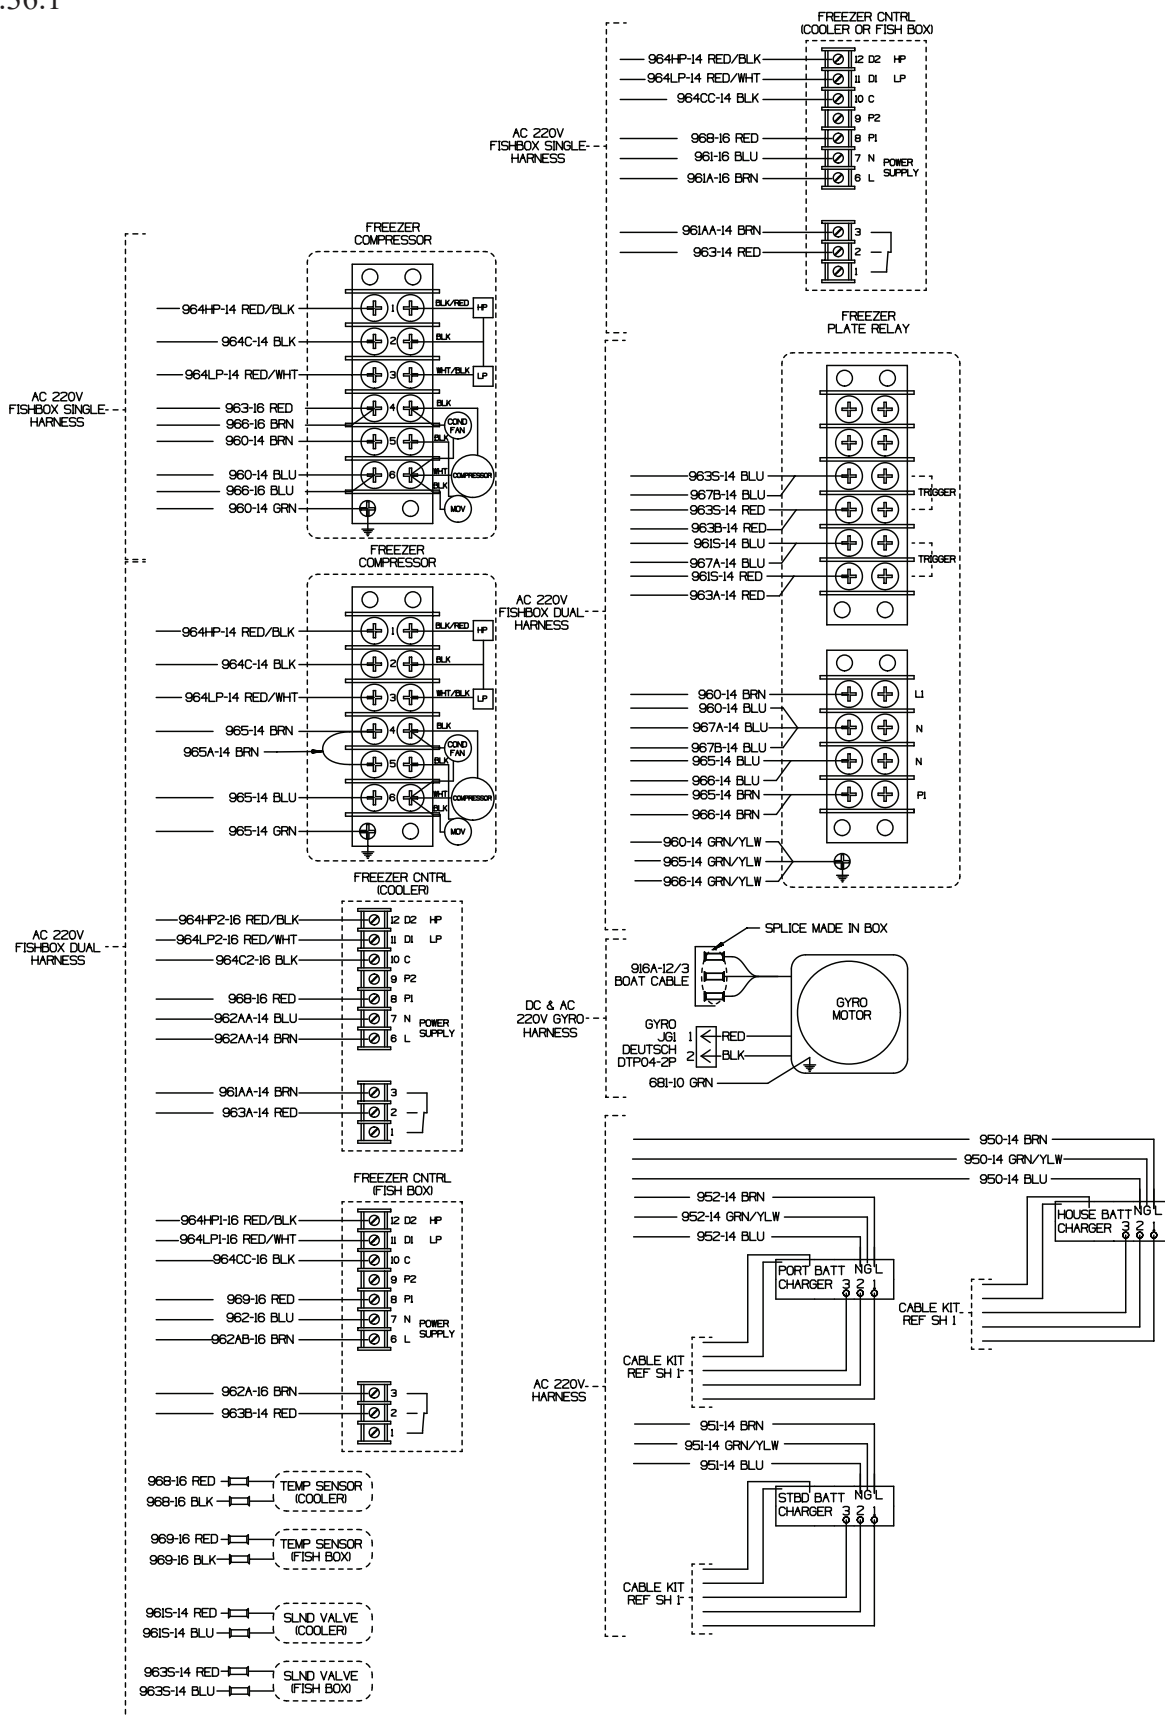 .56.1
FREEZER CNTRL
(COOLER OR FISH BOX)
964HP-14 RED/BLK
12 D2 HP
964LP-14 RED/WHT
11 D1 LP
964CC-14 BLK
10 C
9 P2
968-16 RED
8 P1
961-16 BLU
7 N
961A-16 BRN
6 L
POWER
SUPPLY
961AA-14 BRN
3
963-14 RED
2
1
AC 220V
FISHBOX SINGLE
HARNESS
FREEZER
COMPRESSOR
964HP-14 RED/BLK
1
BLK/RED
HP
964C-14 BLK
2
BLK
964LP-14 RED/WHT
3
WHT/BLK
LP
963-16 RED
4
BLK
966-16 BRN
COND
FAN
960-14 BRN
5
BLK
960-14 BLU
6
WHT
COMPRESSOR
966-16 BLU
BLK
960-14 GRN
MOV
AC 220V
FISHBOX SINGLE
HARNESS
FREEZER
COMPRESSOR
964HP-14 RED/BLK
1
BLK/RED
HP
964C-14 BLK
2
BLK
964LP-14 RED/WHT
3
WHT/BLK
LP
965-14 BRN
4
BLK
965A-14 BRN
COND
FAN
5
BLK
965-14 BLU
6
WHT
COMPRESSOR
BLK
965-14 GRN
MOV
FREEZER CNTRL
(COOLER)
964HP2-16 RED/BLK
12 D2 HP
964LP2-16 RED/WHT
11 D1 LP
964C2-16 BLK
10 C
9 P2
968-16 RED
8 P1
962AA-14 BLU
7 N
962AA-14 BRN
6 L
POWER
SUPPLY
961AA-14 BRN
3
963A-14 RED
2
1
AC 220V
FISHBOX DUAL
HARNESS
FREEZER CNTRL
(FISH BOX)
964HP1-16 RED/BLK
12 D2 HP
964LP1-16 RED/WHT
11 D1 LP
964CC-16 BLK
10 C
9 P2
969-16 RED
8 P1
962-16 BLU
7 N
962AB-16 BRN
6 L
POWER
SUPPLY
962A-16 BRN
3
963B-14 RED
2
1
968-16 RED
968-16 BLK
TEMP SENSOR
(COOLER)
969-16 RED
969-16 BLK
TEMP SENSOR
(FISH BOX)
961S-14 RED
961S-14 BLU
SLND VALVE
(COOLER)
963S-14 RED
963S-14 BLU
SLND VALVE
(FISH BOX)
FREEZER
PLATE RELAY
963S-14 BLU
967B-14 BLU
963S-14 RED
963B-14 RED
TRIGGER
961S-14 BLU
967A-14 BLU
961S-14 RED
963A-14 RED
TRIGGER
AC 220V
FISHBOX DUAL
HARNESS
960-14 BRN
L1
960-14 BLU
967A-14 BLU
N
967B-14 BLU
965-14 BLU
N
966-14 BLU
965-14 BRN
P1
966-14 BRN
960-14 GRN/YLW
965-14 GRN/YLW
966-14 GRN/YLW
SPLICE MADE IN BOX
916A-12/3
BOAT CABLE
GYRO
MOTOR
DC & AC
220V GYRO
HARNESS
GYRO
JG1
DEUTSCH
DTP04-2P
1
RED
2
BLK
681-10 GRN
950-14 BRN
950-14 GRN/YLW
950-14 BLU
HOUSE BATT
CHARGER
N G L
3 2 1
CABLE KIT
REF SH 1
952-14 BRN
952-14 GRN/YLW
952-14 BLU
PORT BATT
CHARGER
N G L
3 2 1
CABLE KIT
REF SH 1
AC 220V
HARNESS
951-14 BRN
951-14 GRN/YLW
951-14 BLU
STBD BATT
CHARGER
N G L
3 2 1
CABLE KIT
REF SH 1